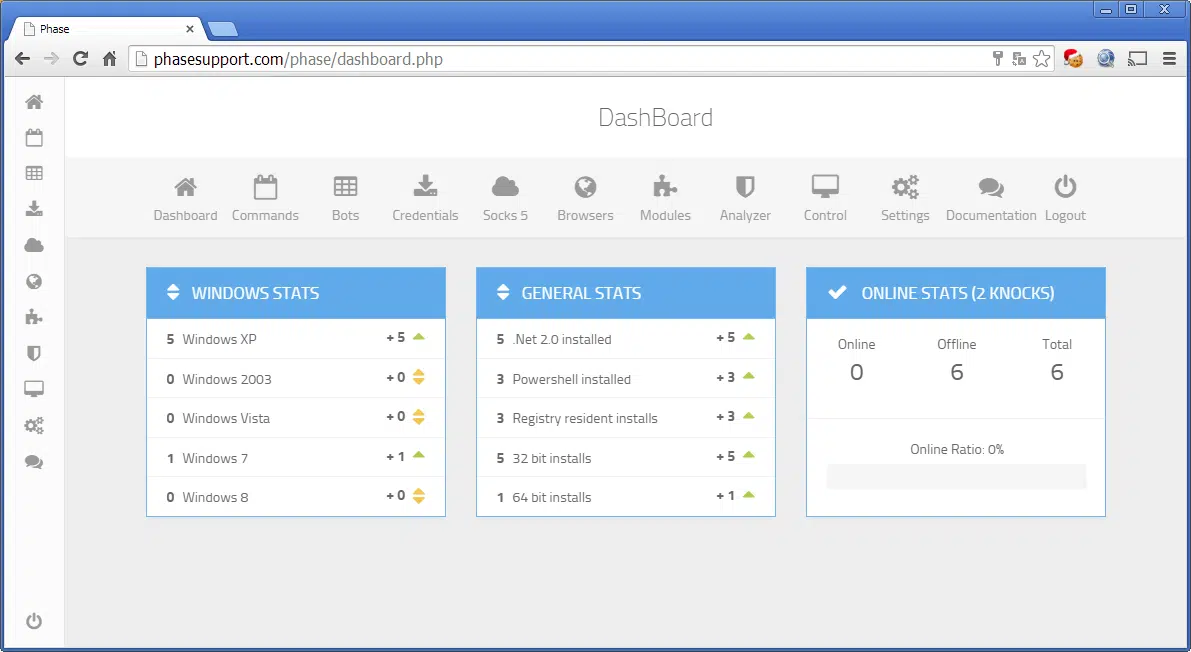 Phase
phasesupport.com/phase/dashboard.php
DashBoard
Dashboard Commands Bots Credentials Socks 5 Browsers Modules Analyzer Control Settings Documentation Logout
WINDOWS STATS
5 Windows XP + 5
0 Windows 2003 + 0
0 Windows Vista + 0
1 Windows 7 + 1
0 Windows 8 + 0
GENERAL STATS
5 .Net 2.0 installed + 5
3 Powershell installed + 3
3 Registry resident installs + 3
5 32 bit installs + 5
1 64 bit installs + 1
ONLINE STATS (2 KNOCKS)
Online Offline Total
0 6 6
Online Ratio: 0%